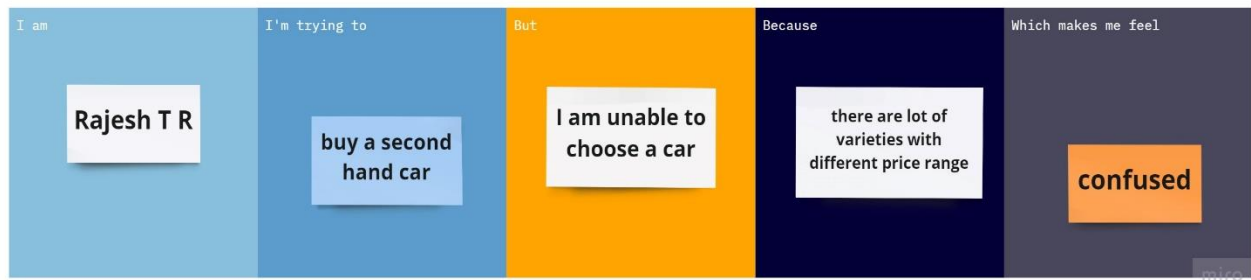 I am
Rajesh T R
I'm trying to
buy a second
hand car
But
I am unable to
choose a car
Because
there are lot of
varieties with
different price range
Which makes me feel
confused
miro